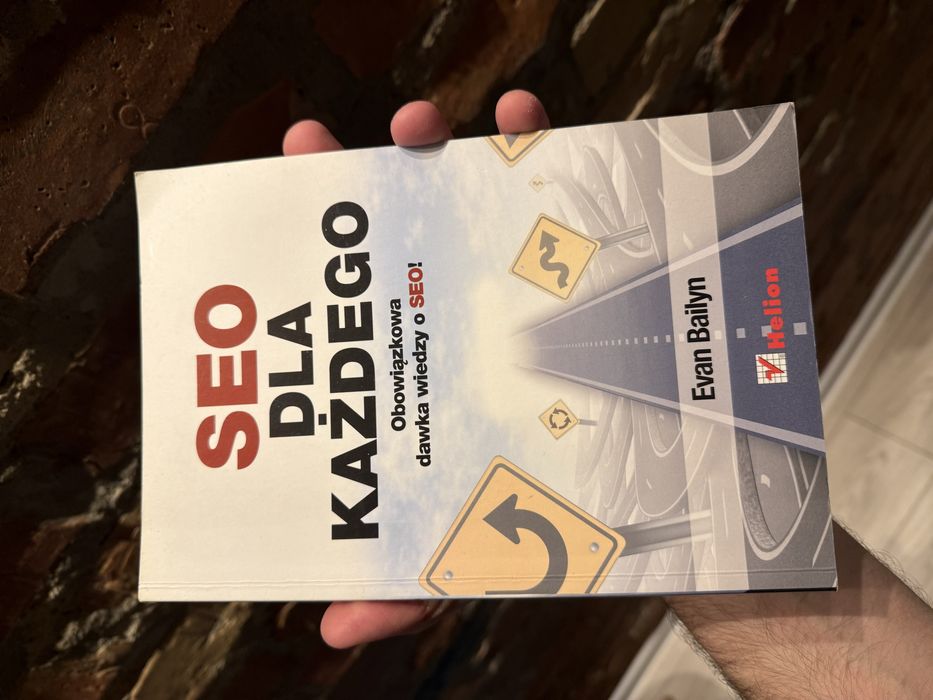 SEO
DLA
KAŻDEGO
Obowiązkowa
dawka wiedzy o SEO!
Evan Bailyn
Helion